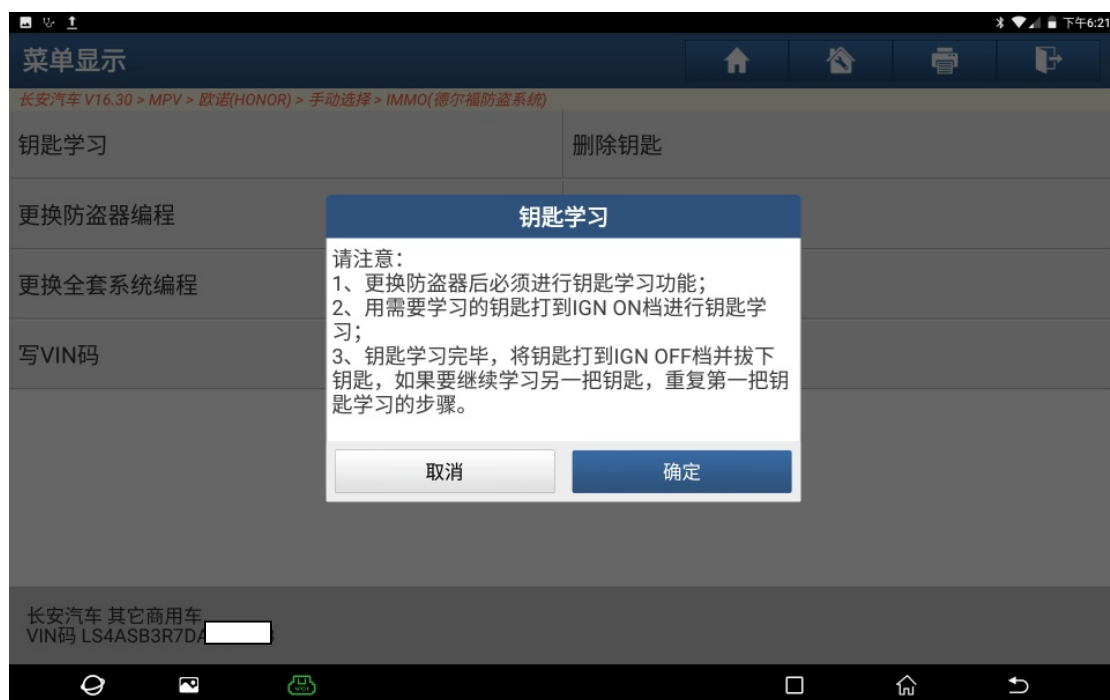 下午6:21
菜单显示
长安汽车 V16.30 > MPV > 欧诺(HONOR) > 手动选择 > IMMO(德尔福防盗系统)
钥匙学习
删除钥匙
更换防盗器编程
更换全套系统编程
写VIN码
钥匙学习
请注意：
1、更换防盗器后必须进行钥匙学习功能；
2、用需要学习的钥匙打到IGN ON档进行钥匙学
习；
3、钥匙学习完毕，将钥匙打到IGN OFF档并拔下
钥匙，如果要继续学习另一把钥匙，重复第一把钥
匙学习的步骤。
取消
确定
长安汽车 其它商用车
VIN码 LS4ASB3R7DA
VCI